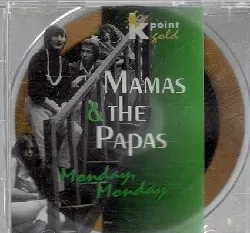 K point
gold
MAMAS
& THE
PAPAS
Monday,
Monday